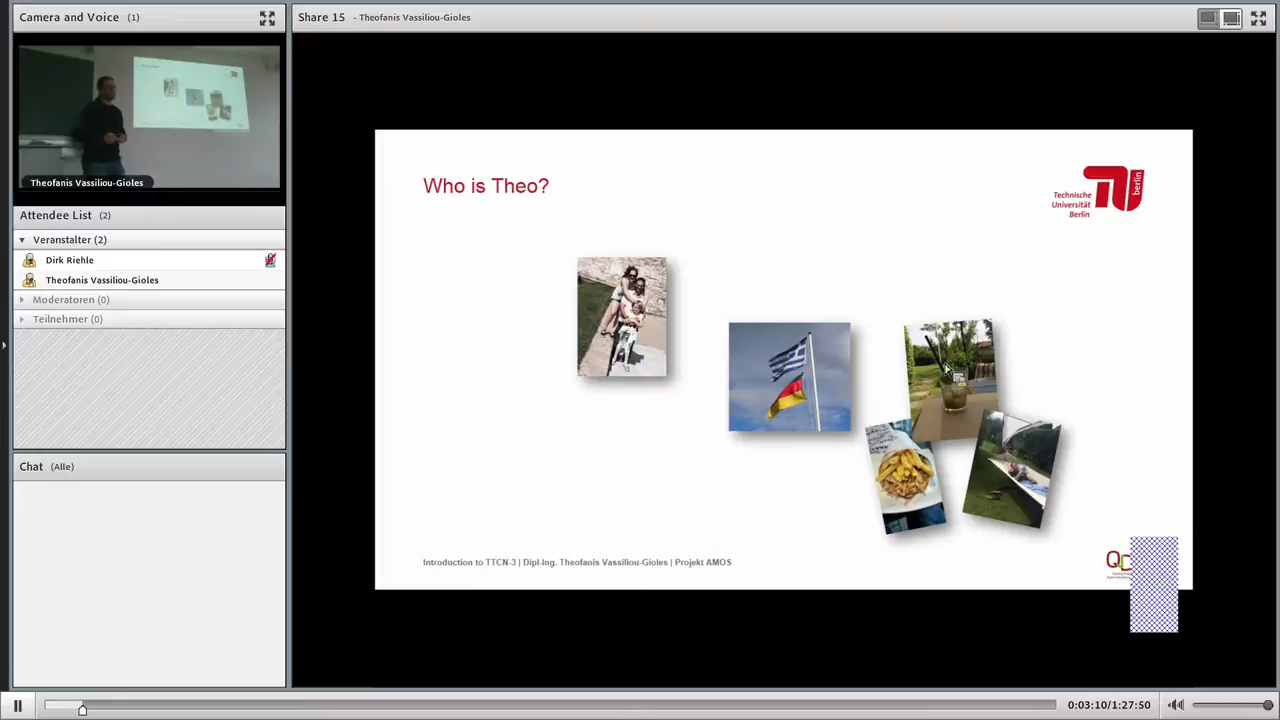 Camera and Voice (1)
Theofanis Vassiliou-Gioles
Attendee List (2)
Veranstalter (2)
Dirk Riehle
Theofanis Vassiliou-Gioles
Moderatoren (0)
Teilnehmer (0)
Chat (Alle)
Share 15 - Theofanis Vassiliou-Gioles
Who is Theo?
Technische
Universität
Berlin
berlin
Introduction to TTCN-3 | Dipl-Ing. Theofanis Vassiliou-Gioles | Projekt AMOS
0:03:10/1:27:50